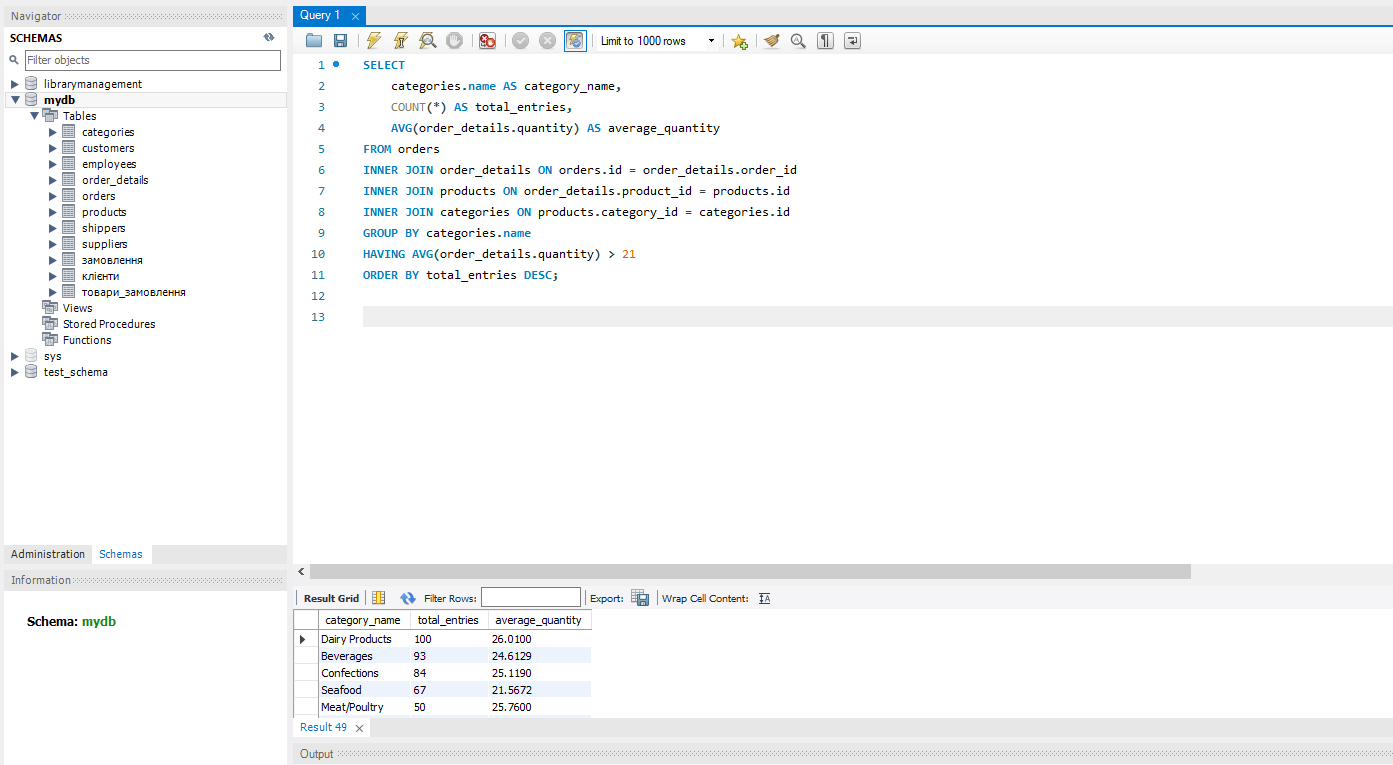 Navigator
SCHEMAS
Filter objects
librarymanagement
mydb
Tables
categories
customers
employees
order_details
orders
products
shippers
suppliers
замовлення
клієнти
товари_замовлення
Views
Stored Procedures
Functions
sys
test_schema
Administration Schemas
Information
Schema: mydb
Query 1
Limit to 1000 rows
1 SELECT
2 categories.name AS category_name,
3 COUNT(*) AS total_entries,
4 AVG(order_details.quantity) AS average_quantity
5 FROM orders
6 INNER JOIN order_details ON orders.id = order_details.order_id
7 INNER JOIN products ON order_details.product_id = products.id
8 INNER JOIN categories ON products.category_id = categories.id
9 GROUP BY categories.name
10 HAVING AVG(order_details.quantity) > 21
11 ORDER BY total_entries DESC;
12
13
Result Grid Filter Rows: Export: Wrap Cell Content:
category_name total_entries average_quantity
Dairy Products 100 26.0100
Beverages 93 24.6129
Confections 84 25.1190
Seafood 67 21.5672
Meat/Poultry 50 25.7600
Result 49
Output